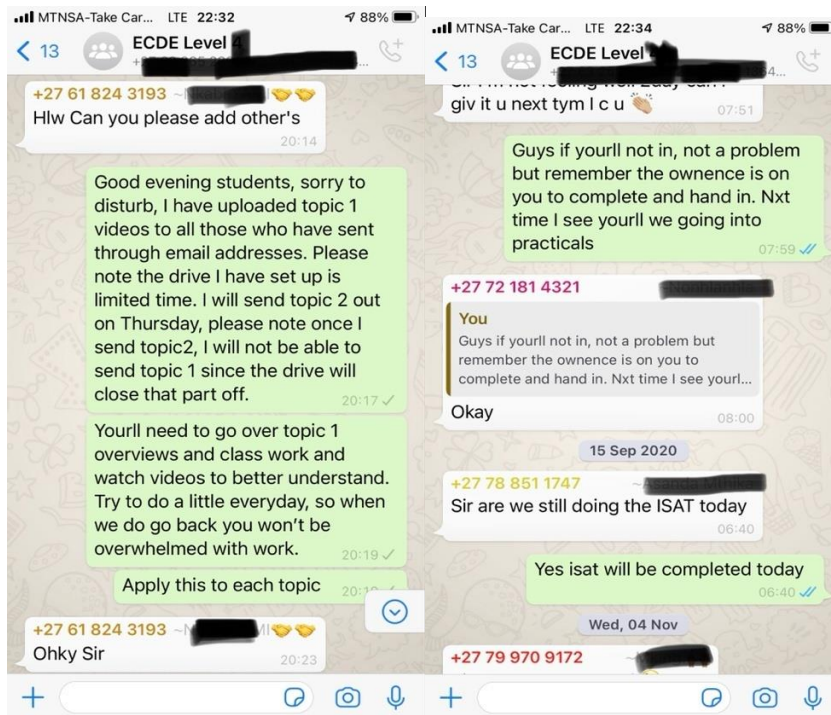 MTNSA-Take Car... LTE 22:32 88%
13
ECDE Level
+27 61 824 3193
Hlw Can you please add other's
20:14
Good evening students, sorry to
disturb, I have uploaded topic 1
videos to all those who have sent
through email addresses. Please
note the drive I have set up is
limited time. I will send topic 2 out
on Thursday, please note once I
send topic2, I will not be able to
send topic 1 since the drive will
close that part off.
20:17
Yourll need to go over topic 1
overviews and class work and
watch videos to better understand.
Try to do a little everyday, so when
we do go back you won't be
overwhelmed with work.
20:19
Apply this to each topic
+27 61 824 3193
Ohky Sir
20:23
MTNSA-Take Car... LTE 22:34 88%
13
ECDE Level
giv it u next tym I c u
07:51
Guys if yourll not in, not a problem
but remember the ownence is on
you to complete and hand in. Nxt
time I see yourll we going into
practicals
07:59
+27 72 181 4321
You
Guys if yourll not in, not a problem but
remember the ownence is on you to
complete and hand in. Nxt time I see yourl...
Okay
08:00
15 Sep 2020
+27 78 851 1747
Sir are we still doing the ISAT today
06:40
Yes isat will be completed today
06:40
Wed, 04 Nov
+27 79 970 9172